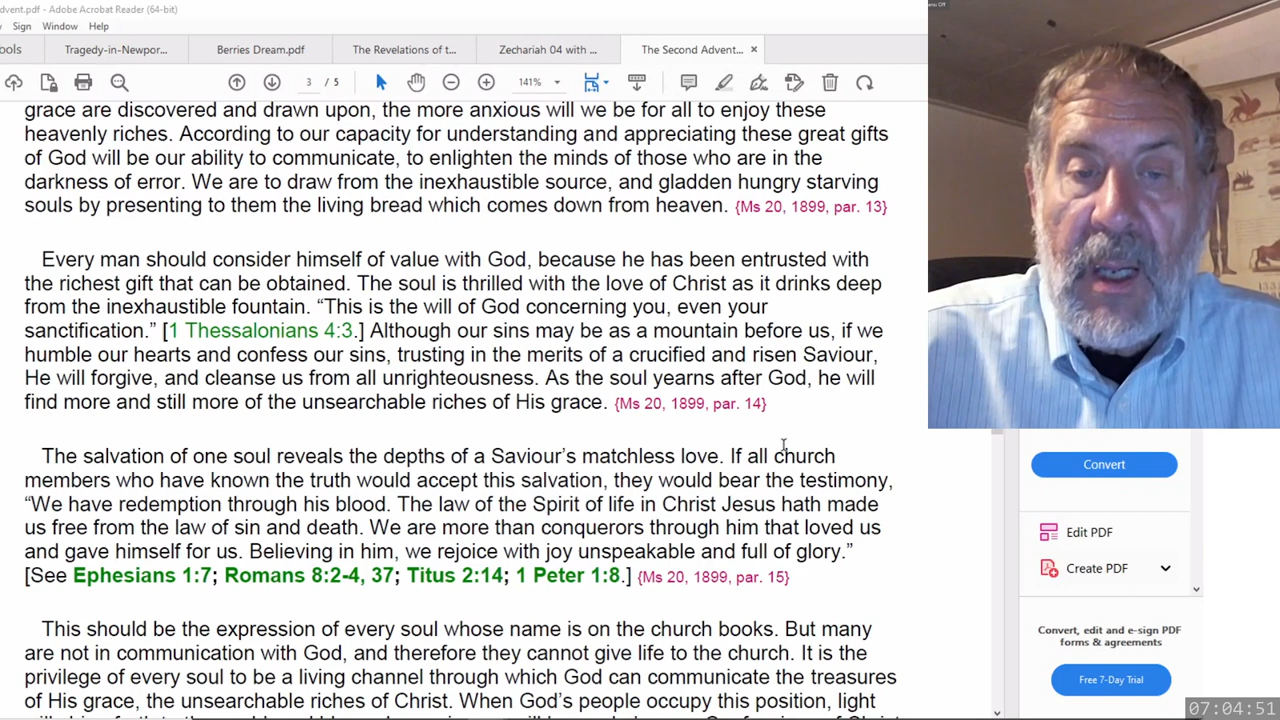 dvent.pdf - Adobe Acrobat Reader (64-bit)
Sign Window Help
ools Tragedy-in-Newpor... Berries Dream.pdf The Revelations of t... Zechariah 04 with ... The Second Advent... ×
3 / 5 141%
grace are discovered and drawn upon, the more anxious will we be for all to enjoy these
heavenly riches. According to our capacity for understanding and appreciating these great gifts
of God will be our ability to communicate, to enlighten the minds of those who are in the
darkness of error. We are to draw from the inexhaustible source, and gladden hungry starving
souls by presenting to them the living bread which comes down from heaven. {Ms 20, 1899, par. 13}
Every man should consider himself of value with God, because he has been entrusted with
the richest gift that can be obtained. The soul is thrilled with the love of Christ as it drinks deep
from the inexhaustible fountain. “This is the will of God concerning you, even your
sanctification.” [1 Thessalonians 4:3.] Although our sins may be as a mountain before us, if we
humble our hearts and confess our sins, trusting in the merits of a crucified and risen Saviour,
He will forgive, and cleanse us from all unrighteousness. As the soul yearns after God, he will
find more and still more of the unsearchable riches of His grace. {Ms 20, 1899, par. 14}
The salvation of one soul reveals the depths of a Saviour’s matchless love. If all church
members who have known the truth would accept this salvation, they would bear the testimony,
“We have redemption through his blood. The law of the Spirit of life in Christ Jesus hath made
us free from the law of sin and death. We are more than conquerors through him that loved us
and gave himself for us. Believing in him, we rejoice with joy unspeakable and full of glory.”
[See Ephesians 1:7; Romans 8:2-4, 37; Titus 2:14; 1 Peter 1:8.] {Ms 20, 1899, par. 15}
This should be the expression of every soul whose name is on the church books. But many
are not in communication with God, and therefore they cannot give life to the church. It is the
privilege of every soul to be a living channel through which God can communicate the treasures
of His grace, the unsearchable riches of Christ. When God’s people occupy this position, light
Convert
Edit PDF
Create PDF
Convert, edit and e-sign PDF
forms & agreements
Free 7-Day Trial
07:04:51